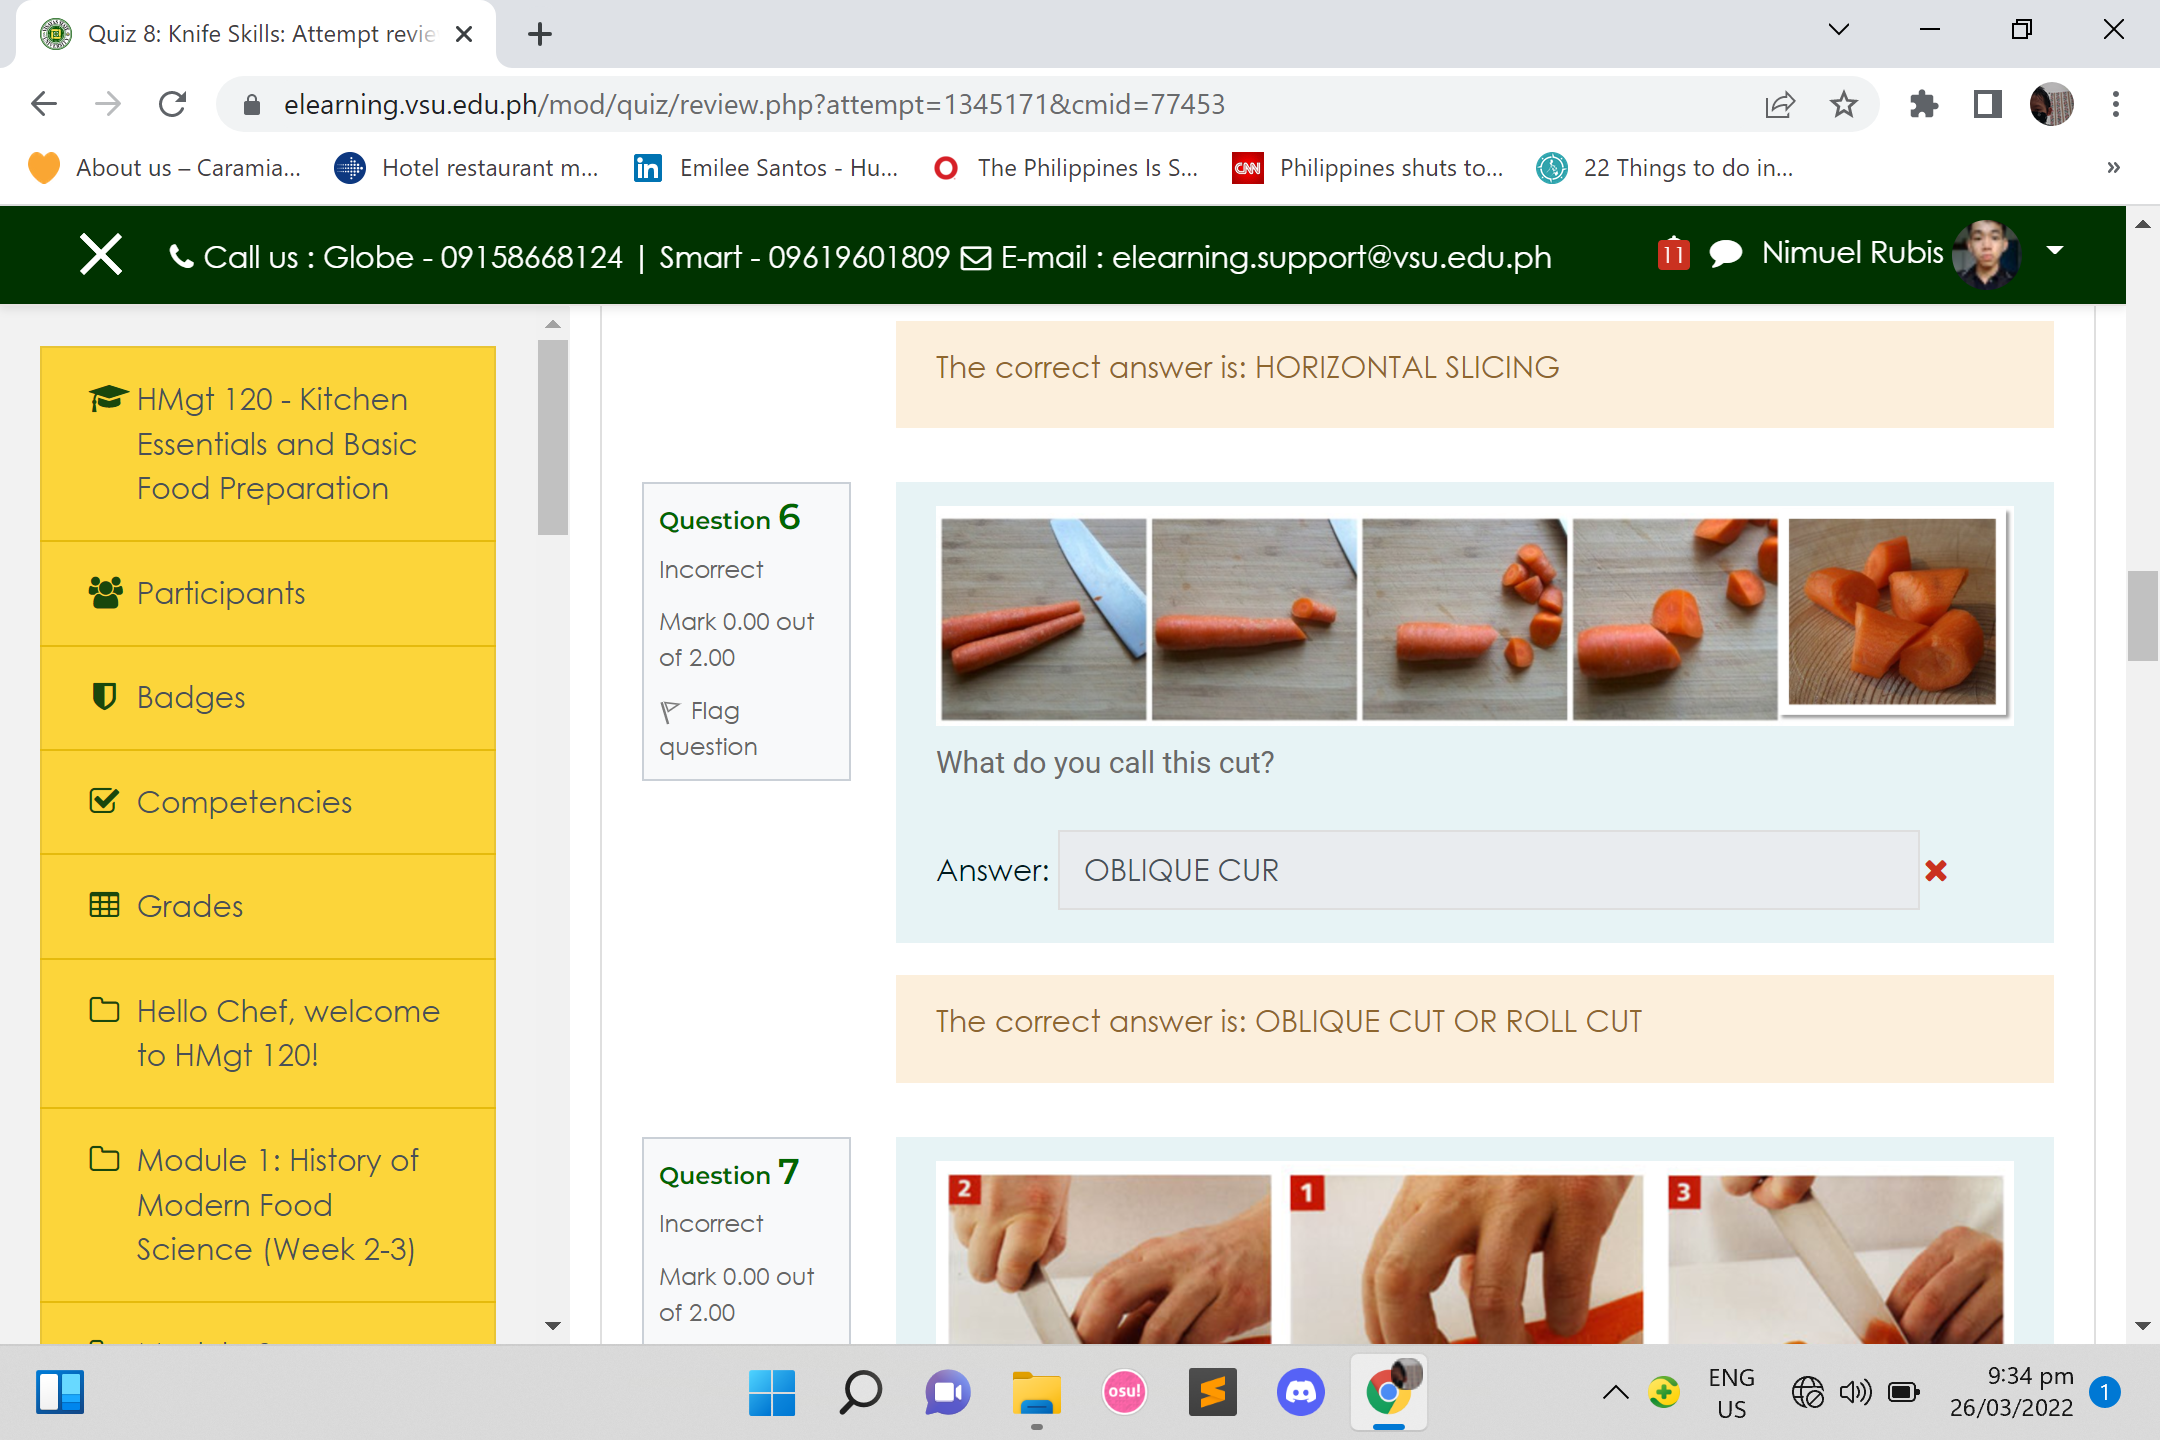 Quiz 8: Knife Skills: Attempt revie
elearning.vsu.edu.ph/mod/quiz/review.php?attempt=1345171&cmid=77453
About us – Caramia...
Hotel restaurant m...
in
Emilee Santos - Hu...
The Philippines Is S...
CNN
Philippines shuts to...
22 Things to do in...
»
Call us : Globe - 09158668124 | Smart - 09619601809 E-mail : elearning.support@vsu.edu.ph
11
Nimuel Rubis
HMgt 120 - Kitchen
Essentials and Basic
Food Preparation
Participants
Badges
Competencies
Grades
Hello Chef, welcome
to HMgt 120!
Module 1: History of
Modern Food
Science (Week 2-3)
The correct answer is: HORIZONTAL SLICING
Question 6
Incorrect
Mark 0.00 out
of 2.00
Flag
question
What do you call this cut?
Answer: OBLIQUE CUR
The correct answer is: OBLIQUE CUT OR ROLL CUT
Question 7
Incorrect
Mark 0.00 out
of 2.00
2
1
3
osu!
ENG
US
9:34 pm
26/03/2022
1